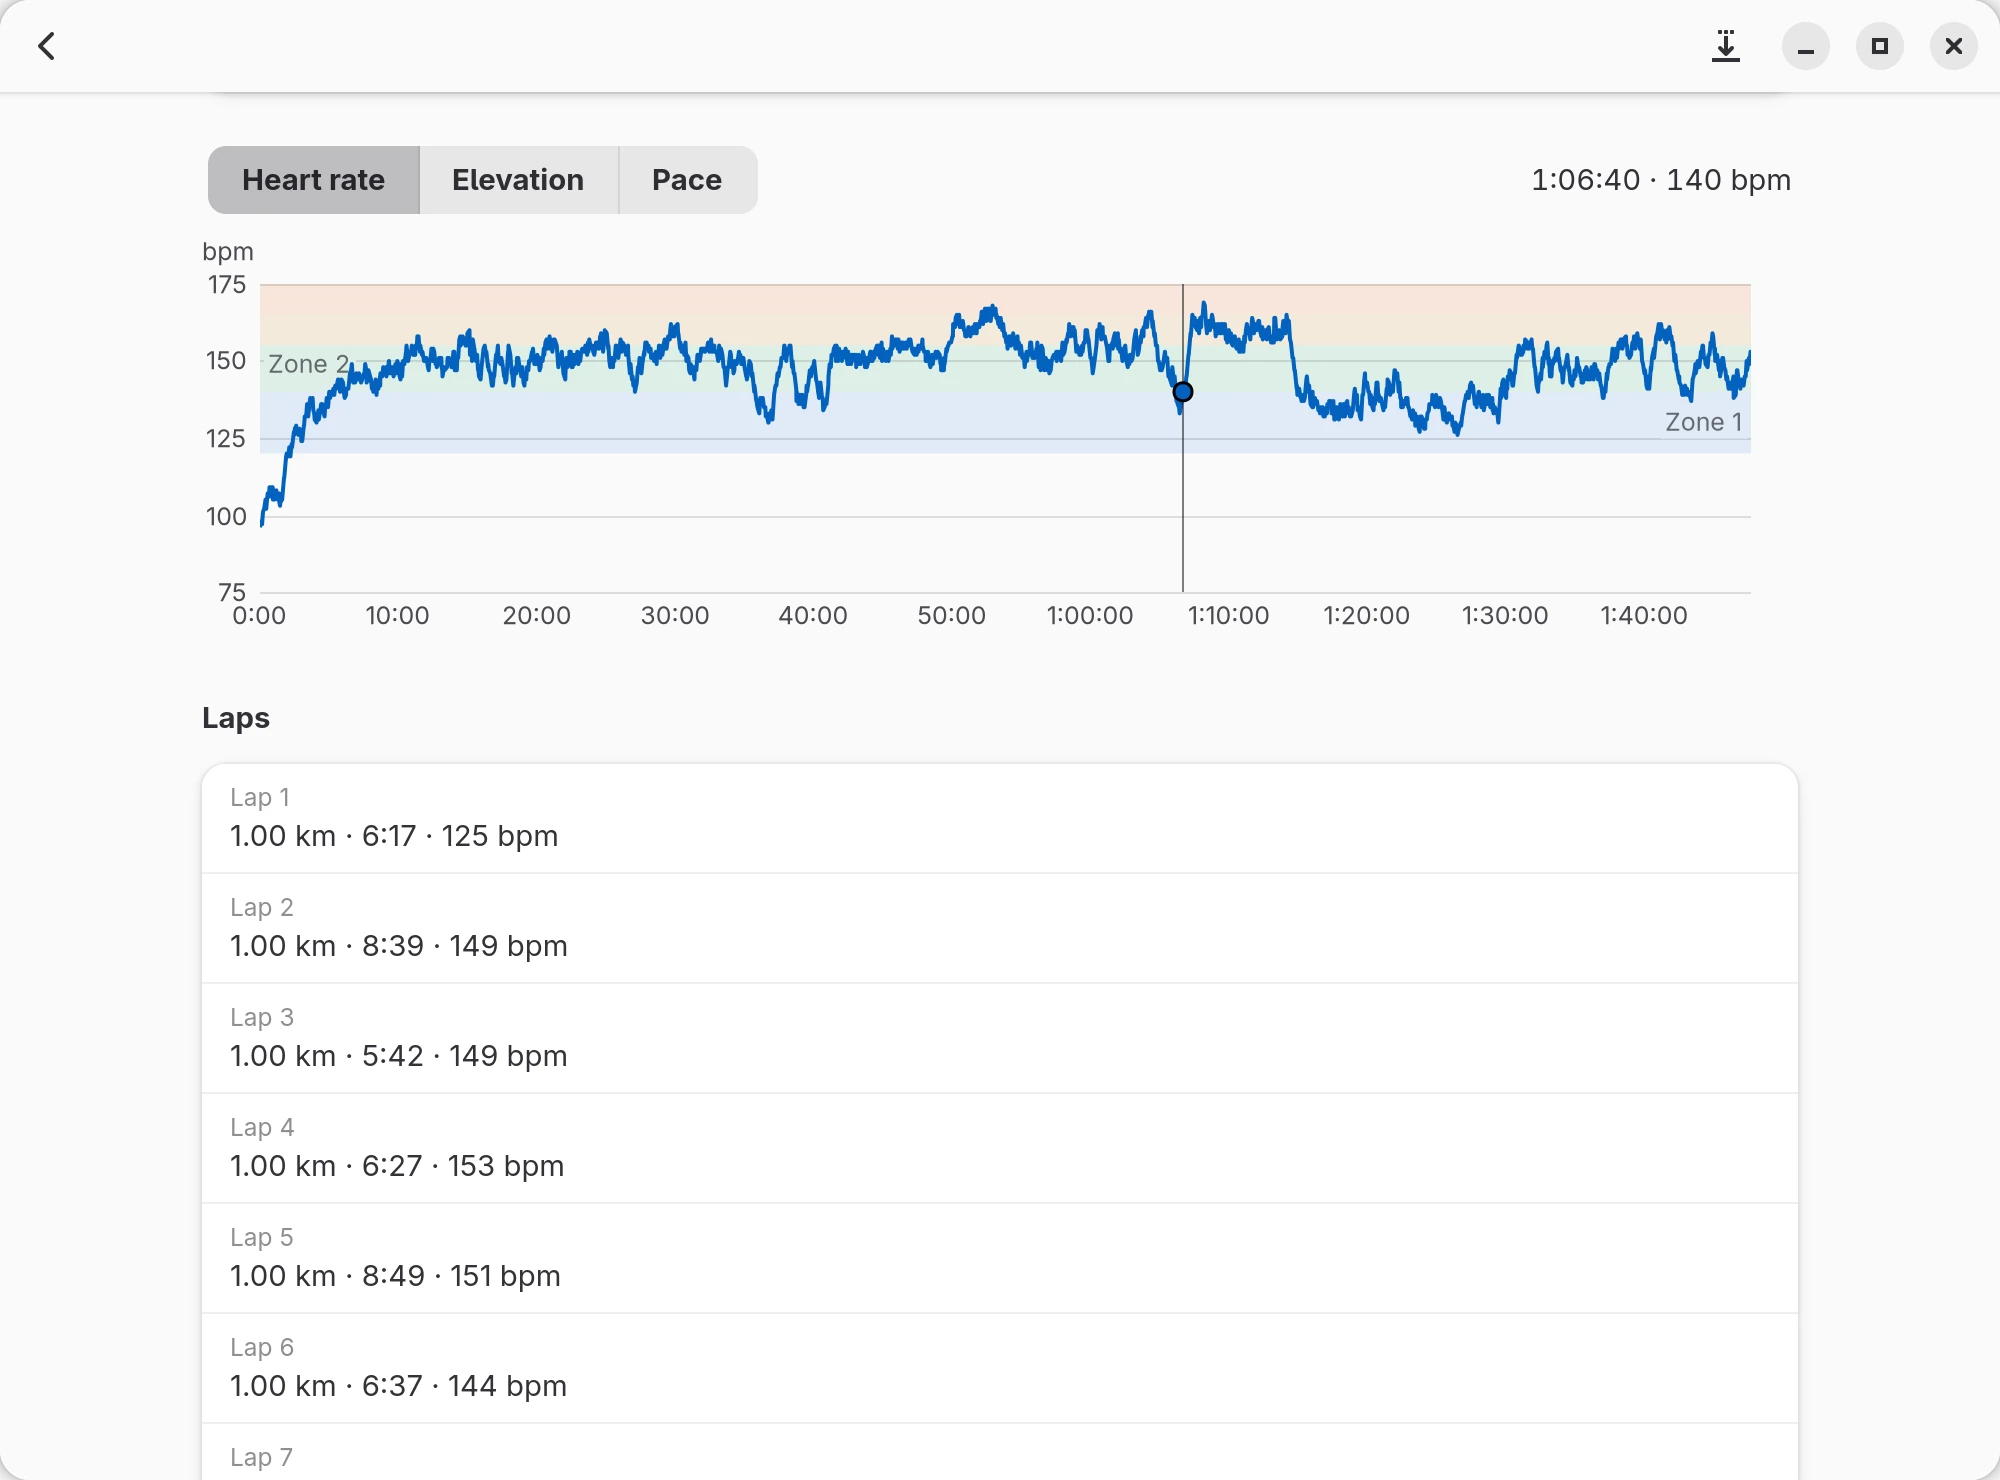 Heart rate Elevation Pace 1:06:40 · 140 bpm
bpm
175
150
125
100
75
Zone 2
Zone 1
0:00 10:00 20:00 30:00 40:00 50:00 1:00:00 1:10:00 1:20:00 1:30:00 1:40:00
Laps
Lap 1
1.00 km · 6:17 · 125 bpm
Lap 2
1.00 km · 8:39 · 149 bpm
Lap 3
1.00 km · 5:42 · 149 bpm
Lap 4
1.00 km · 6:27 · 153 bpm
Lap 5
1.00 km · 8:49 · 151 bpm
Lap 6
1.00 km · 6:37 · 144 bpm
Lap 7